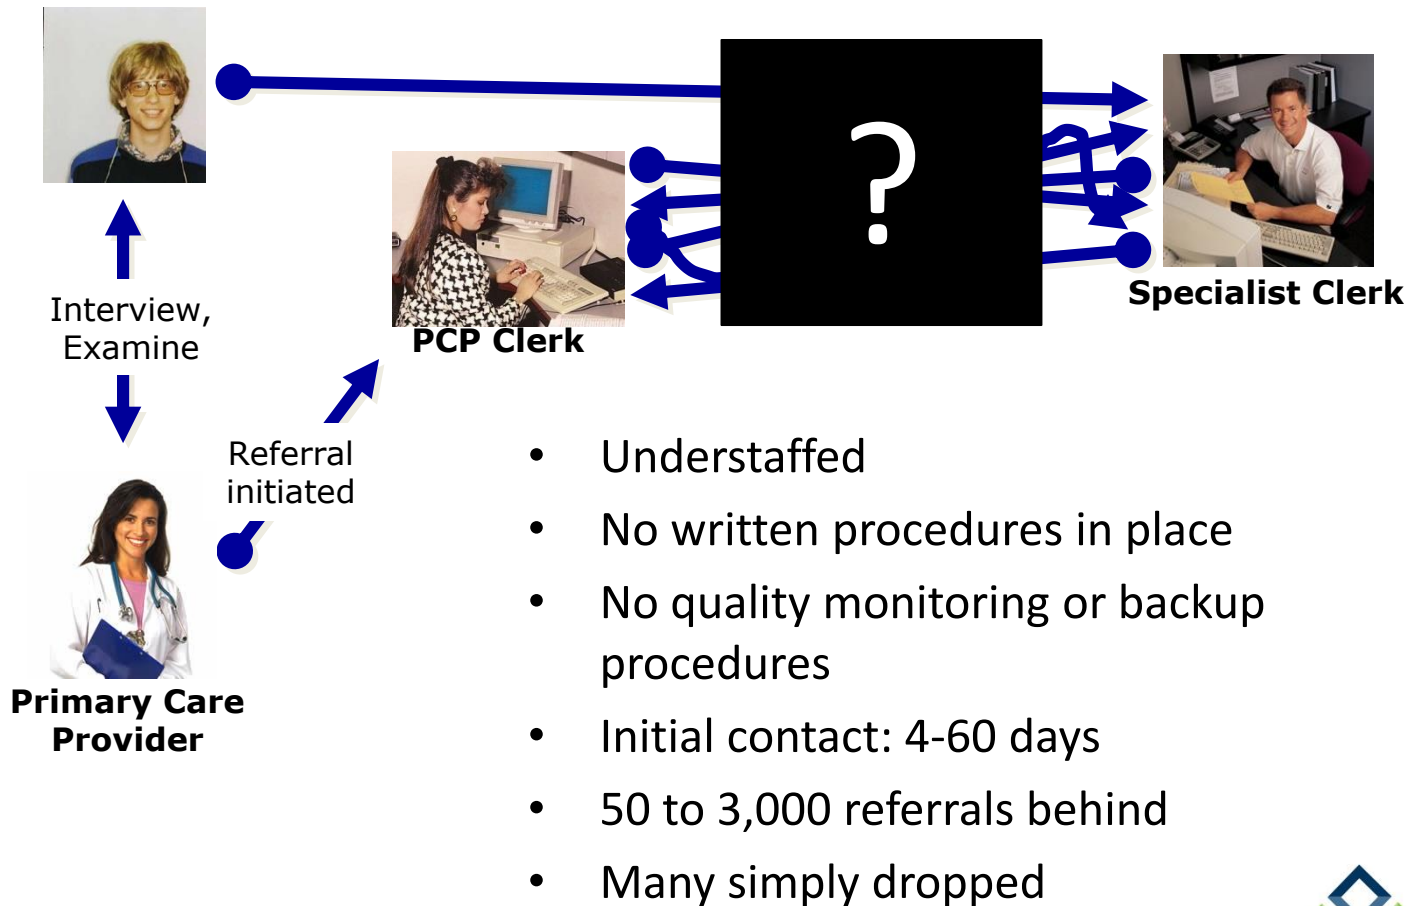 ?
Specialist Clerk
PCP Clerk
Interview,
Examine
Referral
initiated
Primary Care
Provider
• Understaffed
• No written procedures in place
• No quality monitoring or backup
procedures
• Initial contact: 4-60 days
• 50 to 3,000 referrals behind
• Many simply dropped